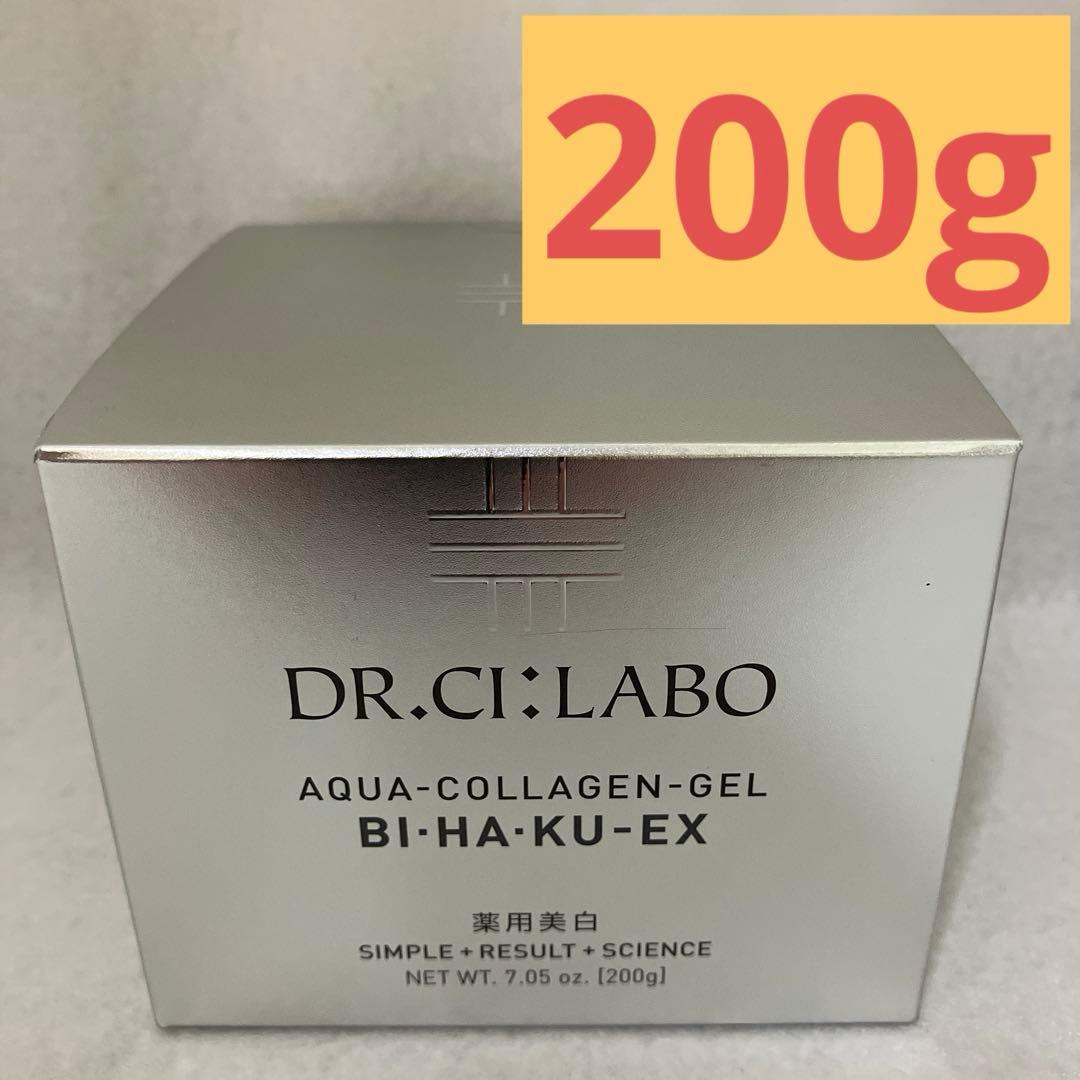 200g
DR.CI:LABO
AQUA-COLLAGEN-GEL
BI·HA·KU-EX
薬用美白
SIMPLE + RESULT + SCIENCE
NET WT. 7.05 oz. [200g]